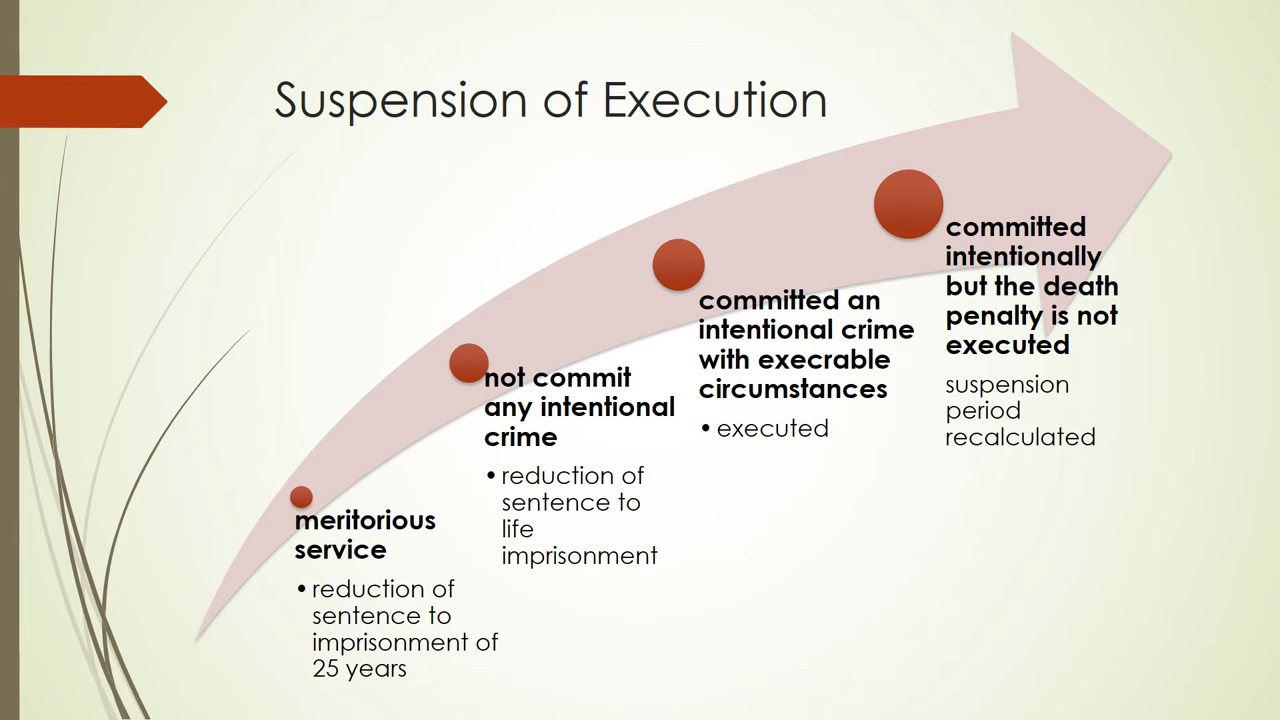 Suspension of Execution
meritorious
service
• reduction of
sentence to
imprisonment of
25 years
not commit
any intentional
crime
• reduction of
sentence to
life
imprisonment
committed an
intentional crime
with execrable
circumstances
• executed
committed
intentionally
but the death
penalty is not
executed
suspension
period
recalculated